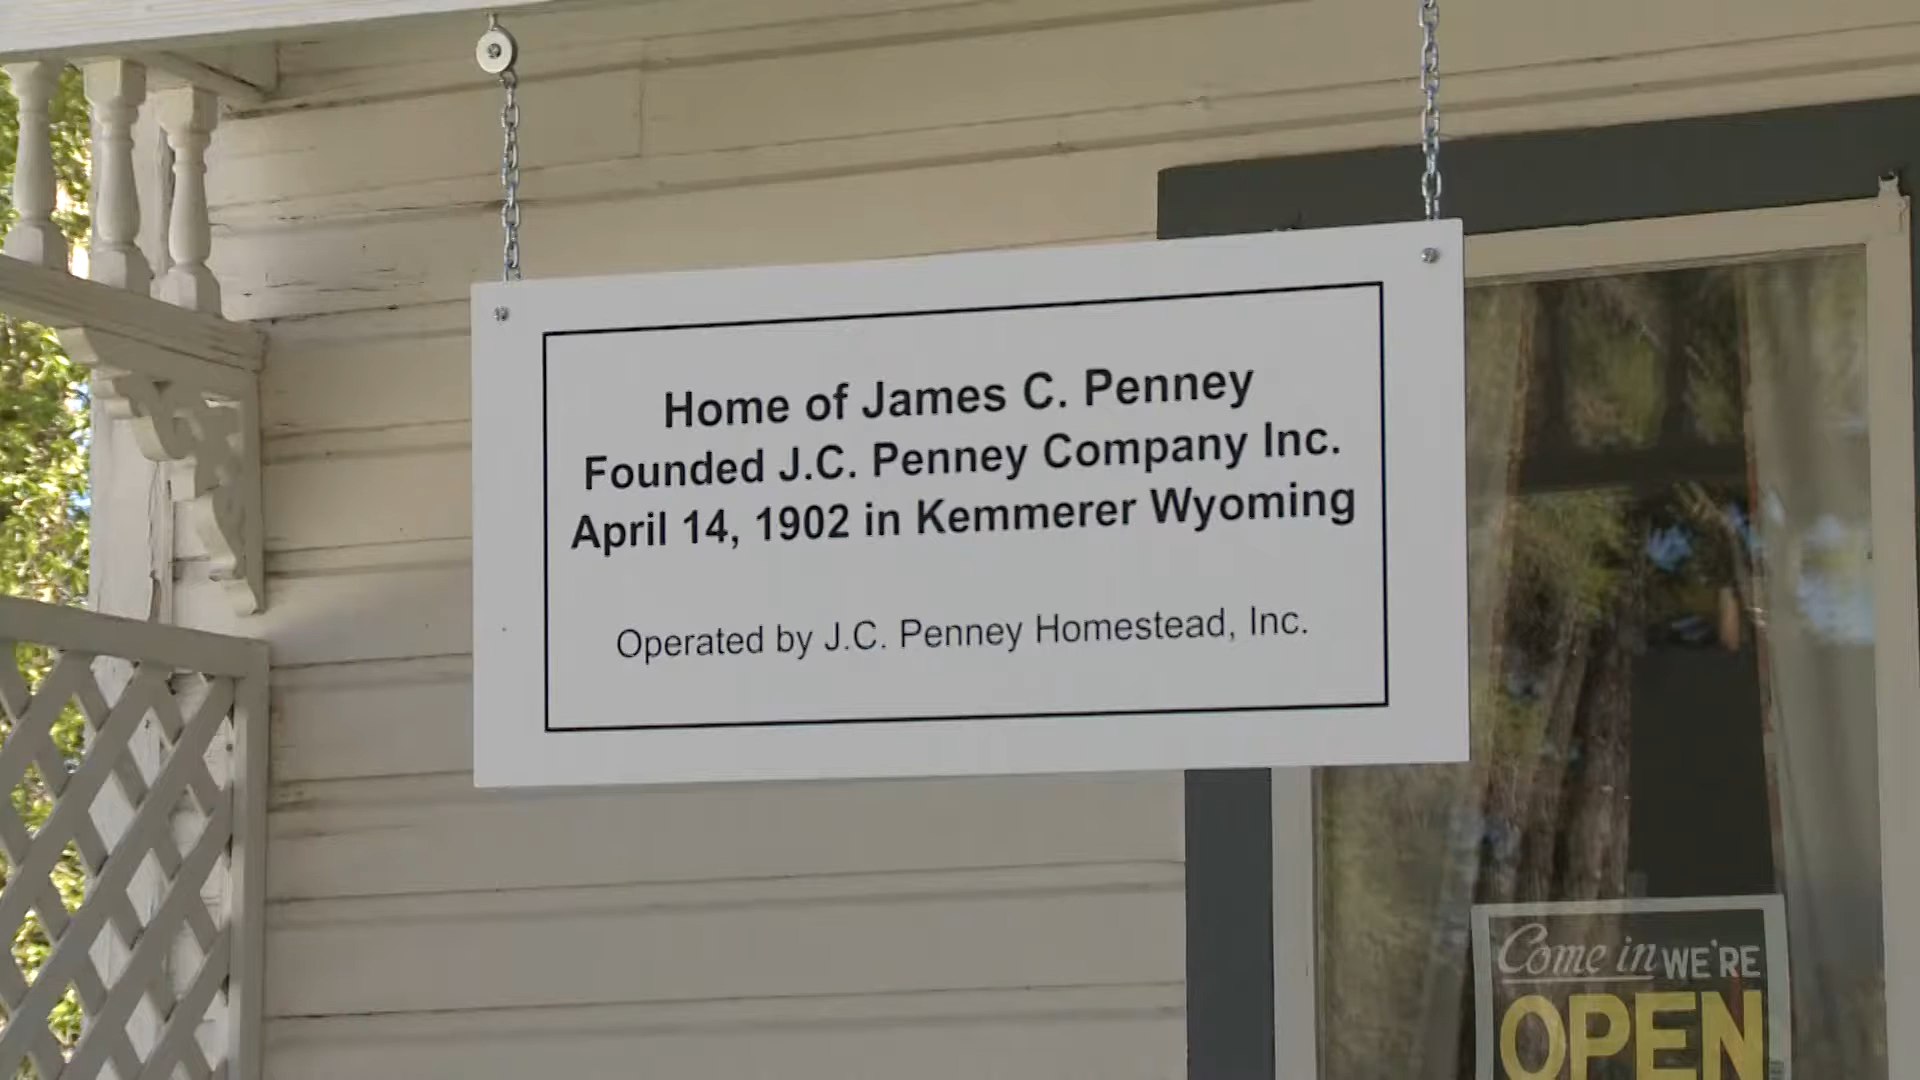 Home of James C. Penney
Founded J.C. Penney Company Inc.
April 14, 1902 in Kemmerer Wyoming
Operated by J.C. Penney Homestead, Inc.
Come in WE'RE
OPEN